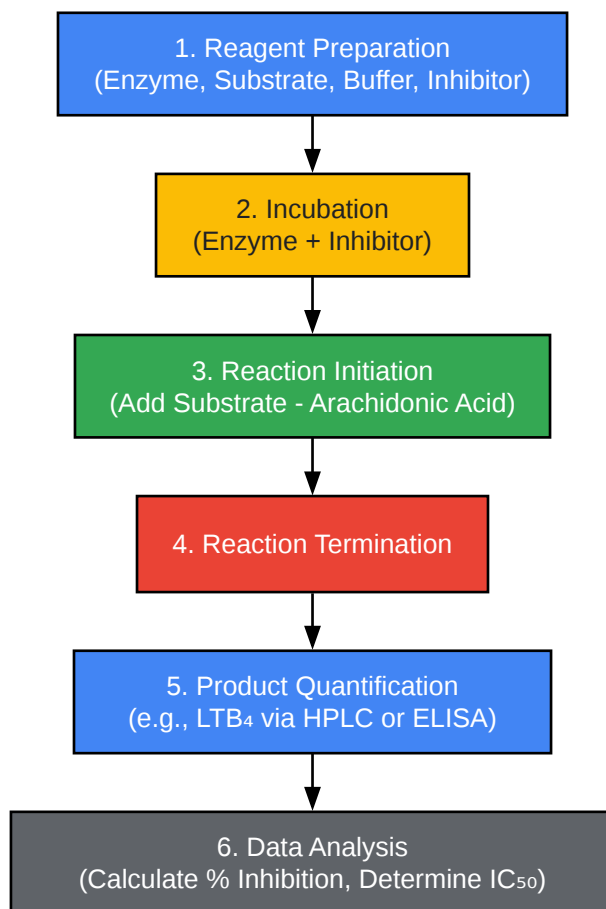 1. Reagent Preparation
(Enzyme, Substrate, Buffer, Inhibitor)
2. Incubation
(Enzyme + Inhibitor)
3. Reaction Initiation
(Add Substrate - Arachidonic Acid)
4. Reaction Termination
5. Product Quantification
(e.g., LTB₄ via HPLC or ELISA)
6. Data Analysis
(Calculate % Inhibition, Determine IC₅₀)